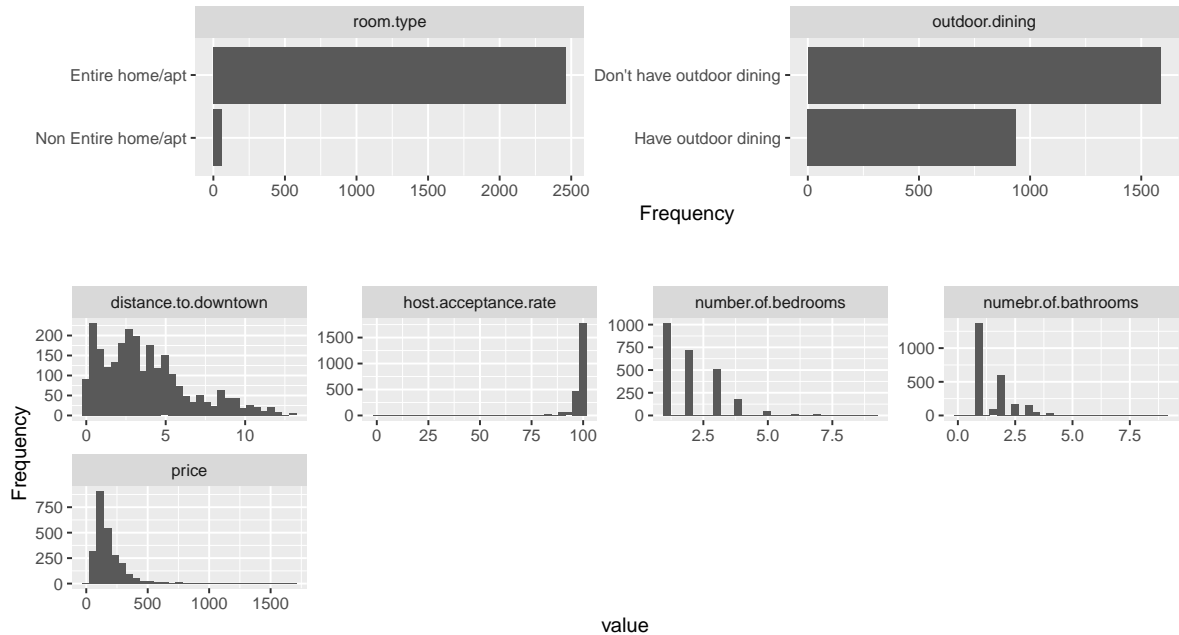 room.type
outdoor.dining
Entire home/apt
Non Entire home/apt
0 500 1000 1500 2000 2500
Don't have outdoor dining
Have outdoor dining
0 500 1000 1500
Frequency
distance.to.downtown
host.acceptance.rate
number.of.bedrooms
numebr.of.bathrooms
200
150
100
50
0
0 5 10
1500
1000
500
0
0 25 50 75 100
1000
750
500
250
0
2.5 5.0 7.5
1000
500
0
0.0 2.5 5.0 7.5
price
750
500
250
0
0 500 1000 1500
Frequency
value